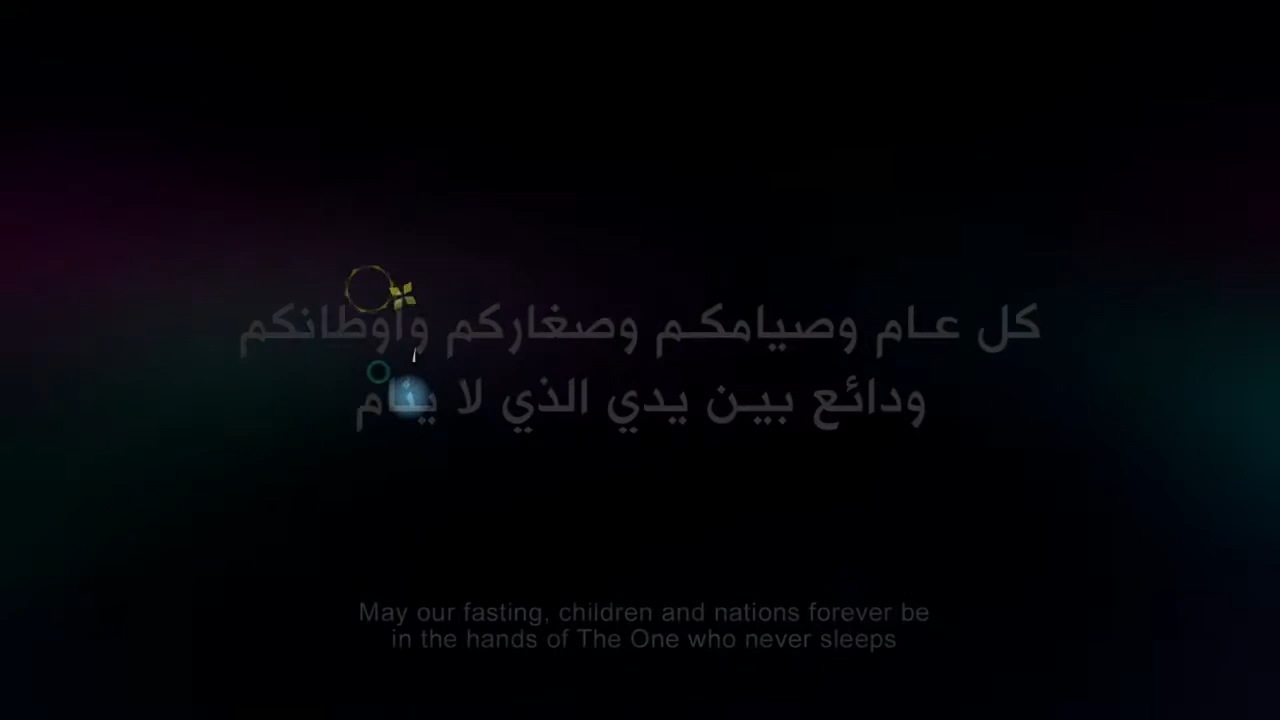 كل عام وصيامكم وصغاركم وأوطانكم
ودائع بين يدي الذي لا ينام
May our fasting, children and nations forever be
in the hands of The One who never sleeps